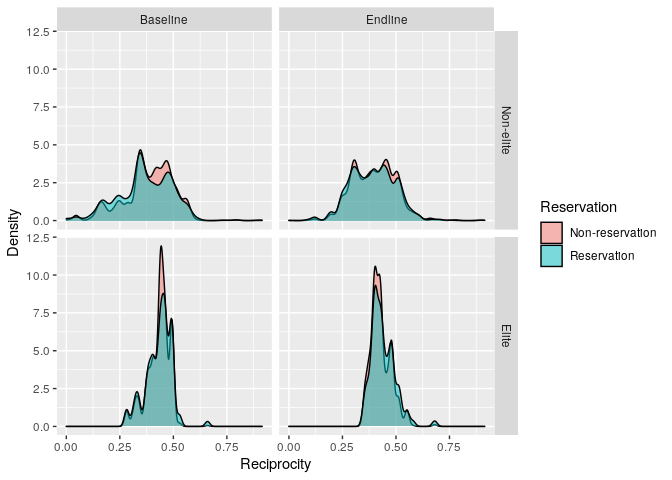 Baseline
Endline
12.5
10.0
7.5
5.0
2.5
0.0
Non-elite
12.5
10.0
7.5
5.0
2.5
0.0
Elite
Density
0.00
0.25
0.50
0.75
0.00
0.25
0.50
0.75
Reciprocity
Reservation
Non-reservation
Reservation